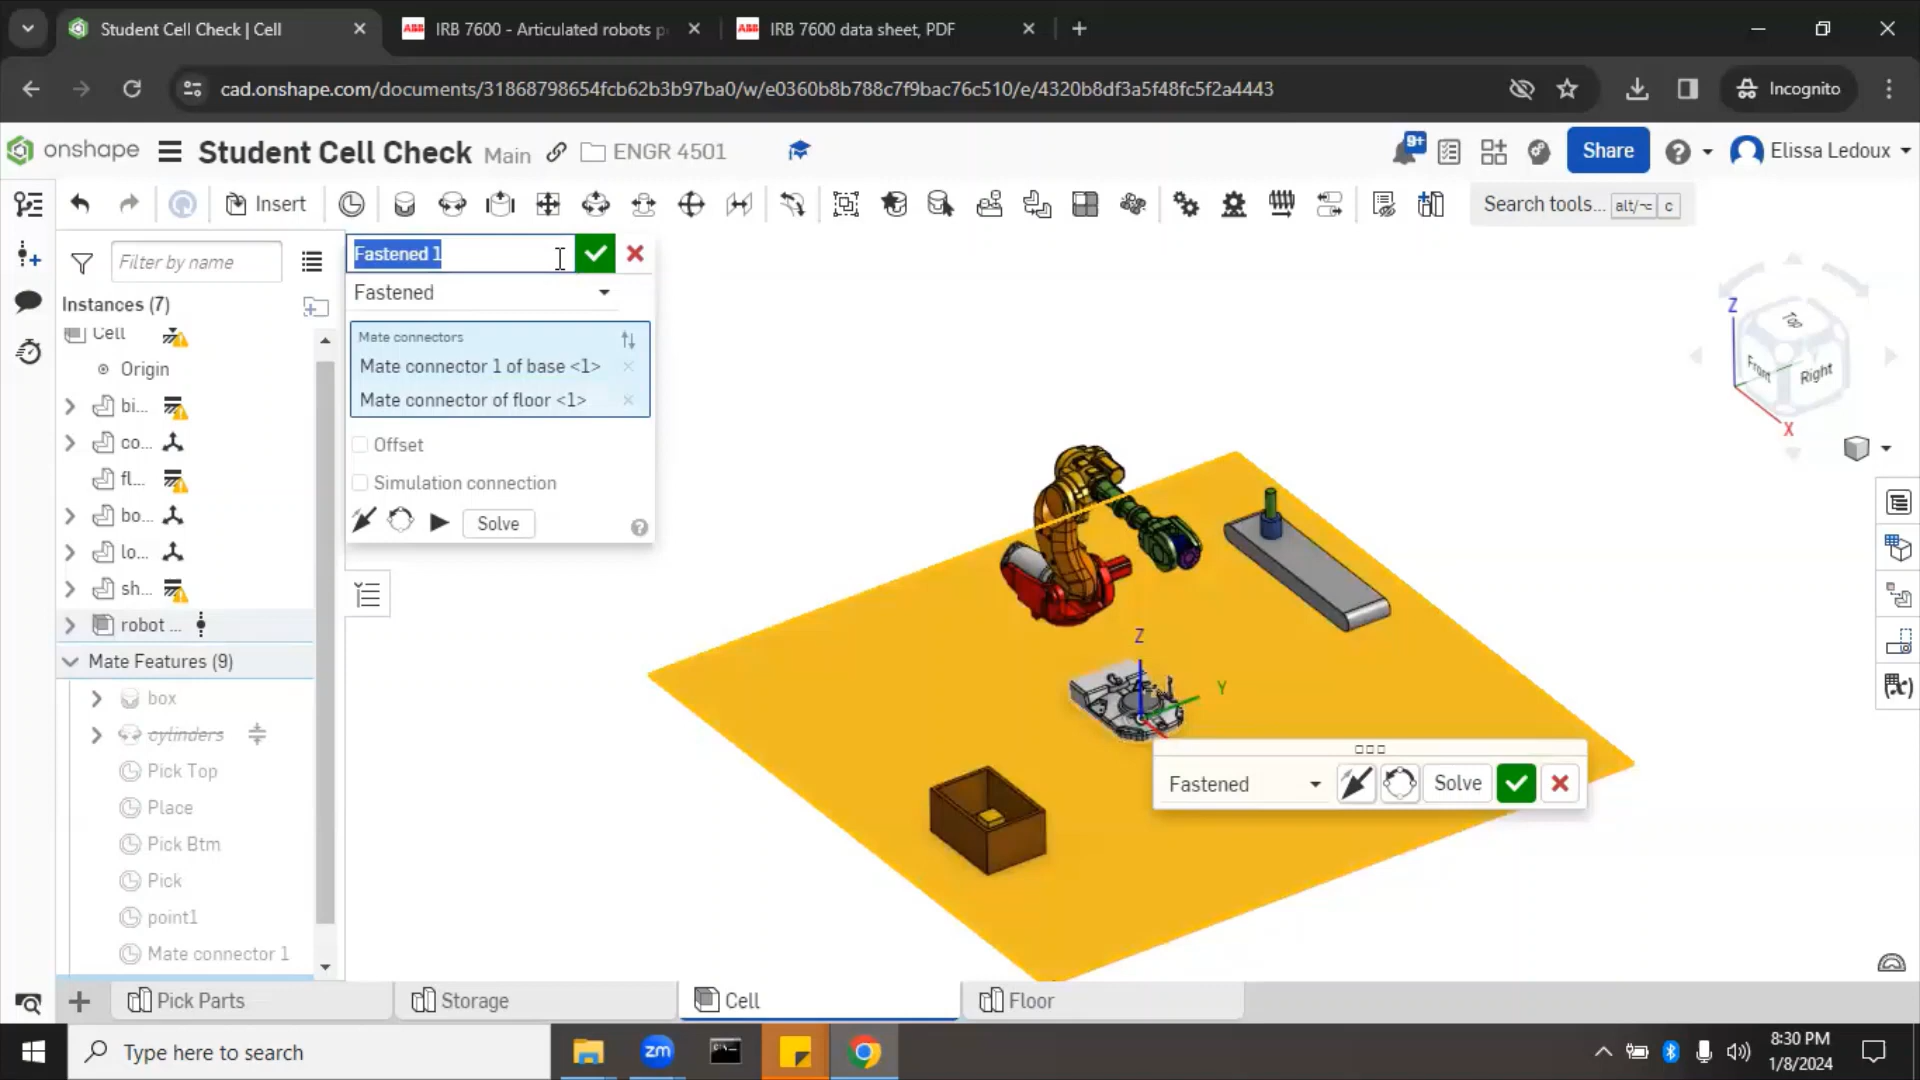 Student Cell Check | Cell
ABB IRB 7600 - Articulated robots p
ABB IRB 7600 data sheet, PDF
cad.onshape.com/documents/31868798654fcb62b3b97ba0/w/e0360b8b788c7f9bac76c510/e/4320b8df3a5f48fc5f2a4443
Incognito
onshape
Student Cell Check Main
ENGR 4501
9+
Share
Elissa Ledoux
Insert
Search tools... alt/⌥ c
Filter by name
Instances (7)
Cell
Origin
bi...
co...
fl...
bo...
lo...
sh...
robot ...
Mate Features (9)
box
cylinders
Pick Top
Place
Pick Btm
Pick
point1
Mate connector 1
Fastened 1
Fastened
Mate connectors
Mate connector 1 of base <1>
Mate connector of floor <1>
Offset
Simulation connection
Solve
Z
Top
Front
Right
X
Z
Y
Fastened
Solve
Pick Parts
Storage
Cell
Floor
Type here to search
zm
8:30 PM
1/8/2024